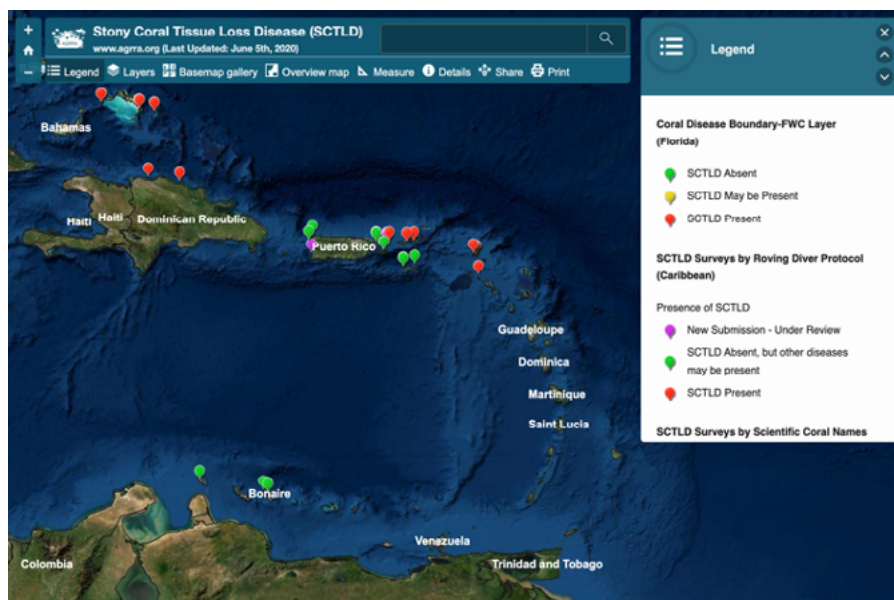 Stony Coral Tissue Loss Disease (SCTLD)
www.agrra.org (Last Updated: June 5th, 2020)
Legend Layers Basemap gallery Overview map Measure Details Share Print
Legend
Coral Disease Boundary-FWC Layer
(Florida)
SCTLD Absent
SCTLD May be Present
SCTLD Present
SCTLD Surveys by Roving Diver Protocol
(Caribbean)
Presence of SCTLD
New Submission - Under Review
SCTLD Absent, but other diseases
may be present
SCTLD Present
SCTLD Surveys by Scientific Coral Names
Bahamas
Haiti
Haiti
Dominican Republic
Puerto Rico
Guadeloupe
Dominica
Martinique
Saint Lucia
Bonaire
Venezuela
Colombia
Trinidad and Tobago